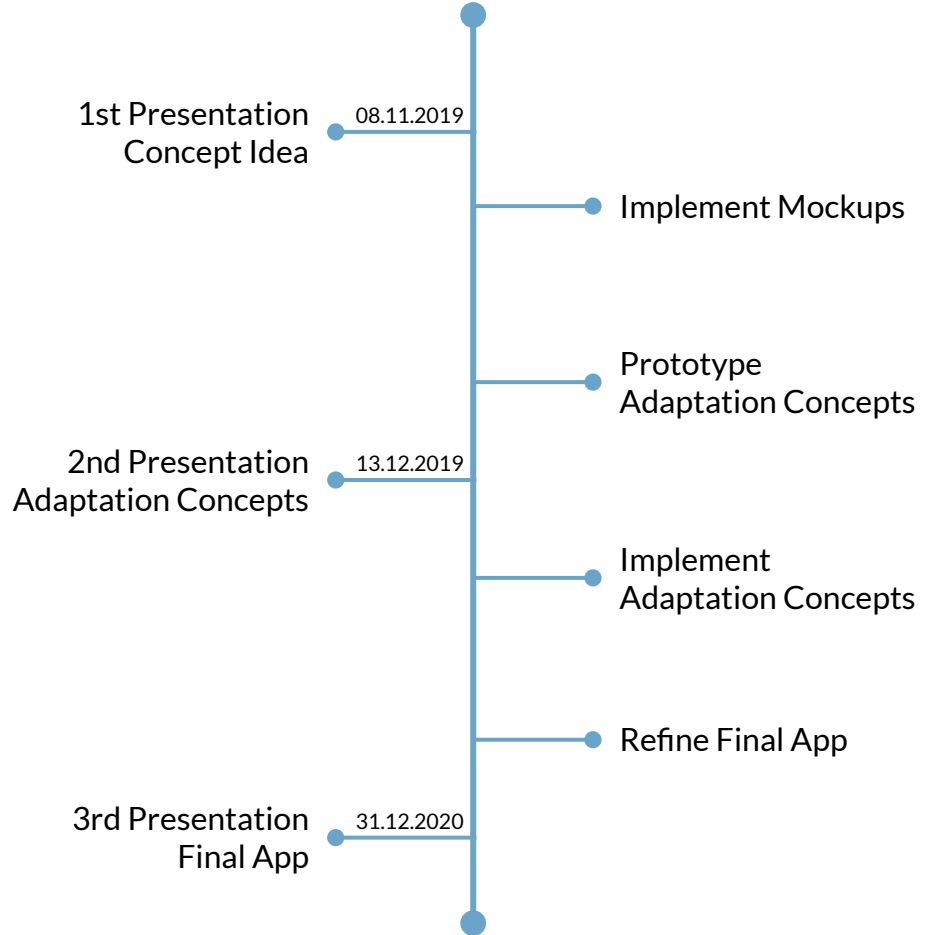 1st Presentation
Concept Idea
08.11.2019
Implement Mockups
Prototype
Adaptation Concepts
2nd Presentation
Adaptation Concepts
13.12.2019
Implement
Adaptation Concepts
Refine Final App
3rd Presentation
Final App
31.12.2020